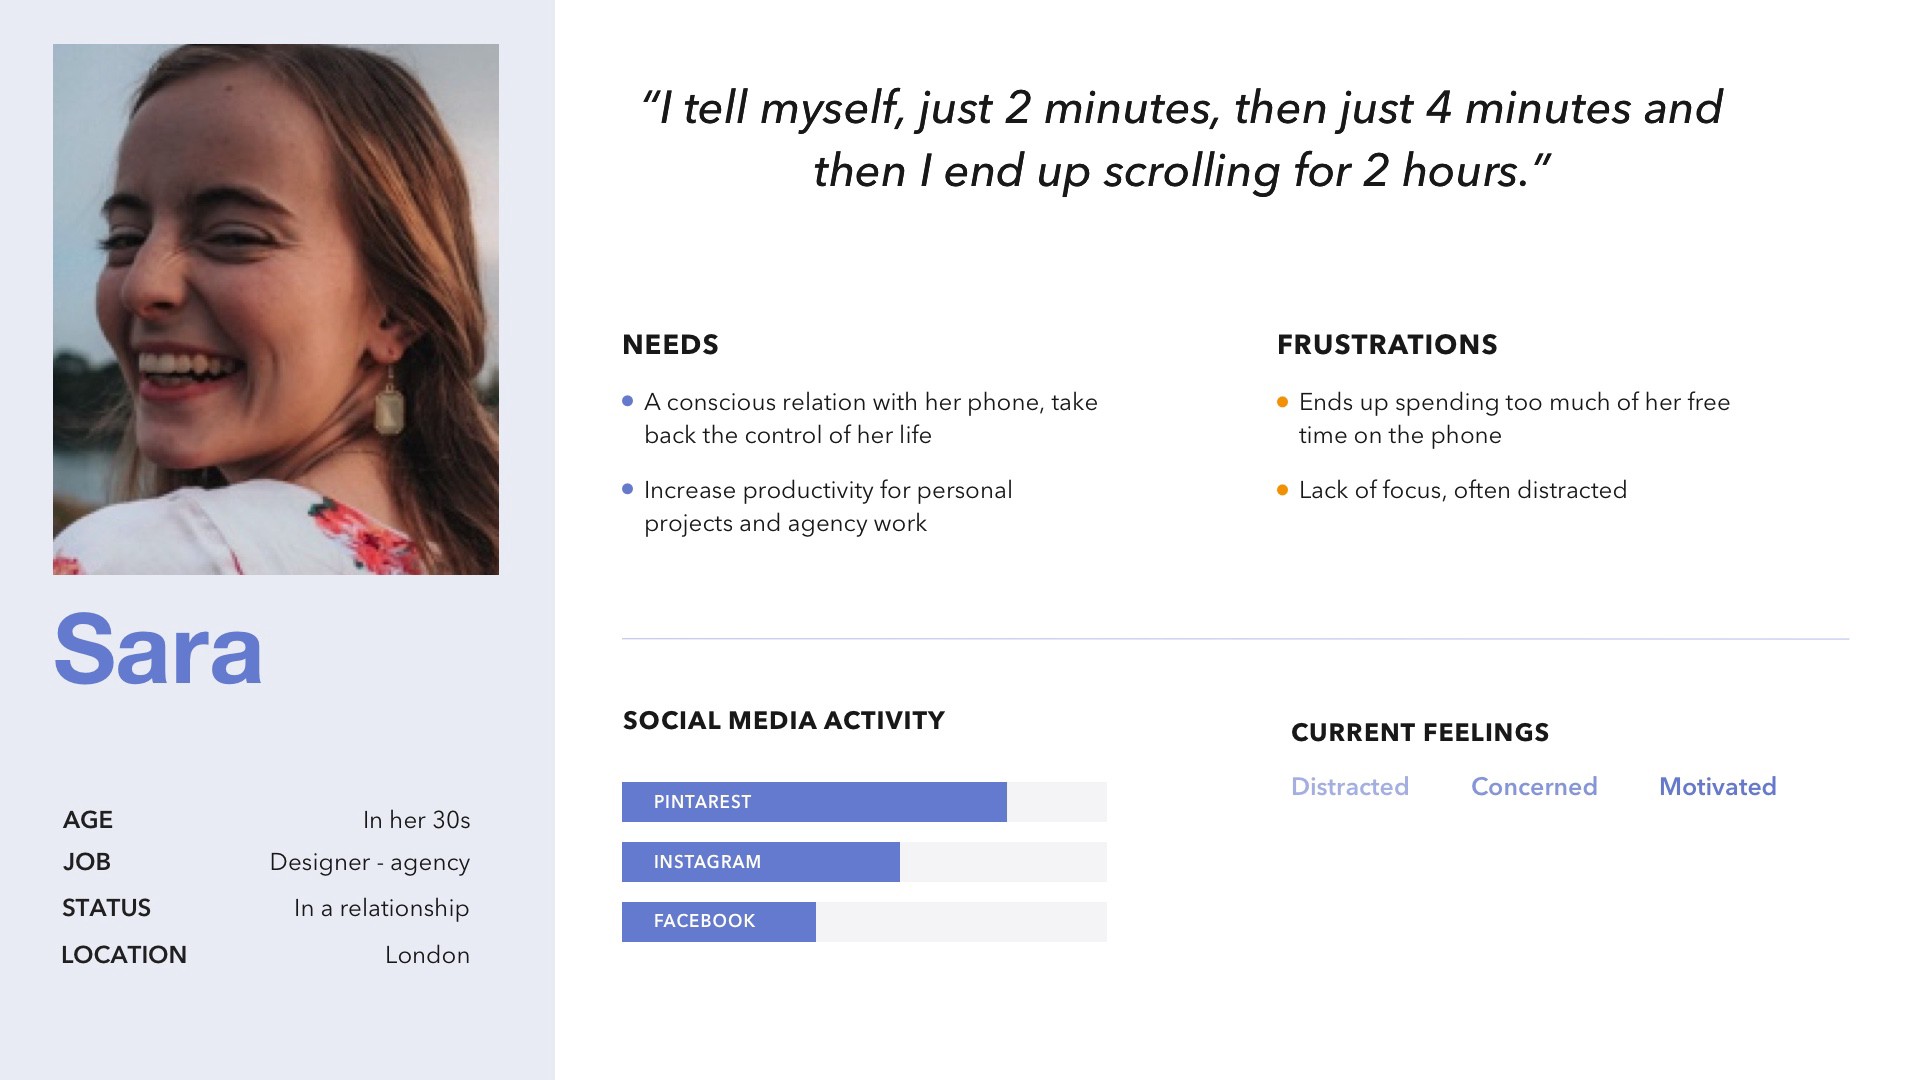 Sara
AGE In her 30s
JOB Designer - agency
STATUS In a relationship
LOCATION London
“I tell myself, just 2 minutes, then just 4 minutes and
then I end up scrolling for 2 hours.”
NEEDS
A conscious relation with her phone, take
back the control of her life
Increase productivity for personal
projects and agency work
FRUSTRATIONS
Ends up spending too much of her free
time on the phone
Lack of focus, often distracted
SOCIAL MEDIA ACTIVITY
PINTAREST
INSTAGRAM
FACEBOOK
CURRENT FEELINGS
Distracted Concerned Motivated